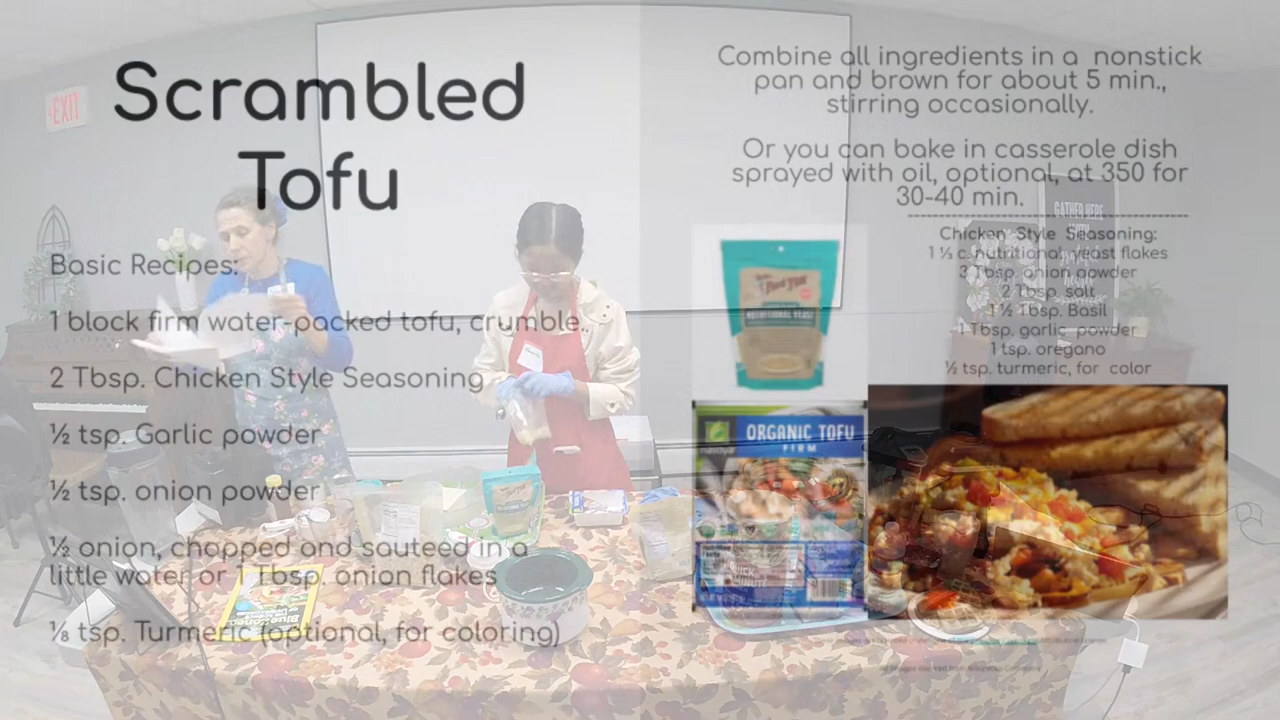 Scrambled
Tofu
EXIT
Basic Recipes:
1 block firm water-packed tofu, crumble..
2 Tbsp. Chicken Style Seasoning
½ tsp. Garlic powder
½ tsp. onion powder
½ onion, chopped and sauteed in a
little water or 1 Tbsp. onion flakes
⅛ tsp. Turmeric (optional, for coloring)
Combine all ingredients in a nonstick
pan and brown for about 5 min.,
stirring occasionally.
Or you can bake in casserole dish
sprayed with oil, optional, at 350 for
30-40 min.
Chicken Style Seasoning:
1 ⅓ c. Nutritional yeast flakes
3 Tbsp. onion powder
2 Tbsp. salt
1 ½ Tbsp. Basil
1 Tbsp. garlic powder
1 tsp. oregano
½ tsp. turmeric, for color
GATHER HERE
NUTRITIONAL YEAST
nasoya
ORGANIC TOFU
FIRM